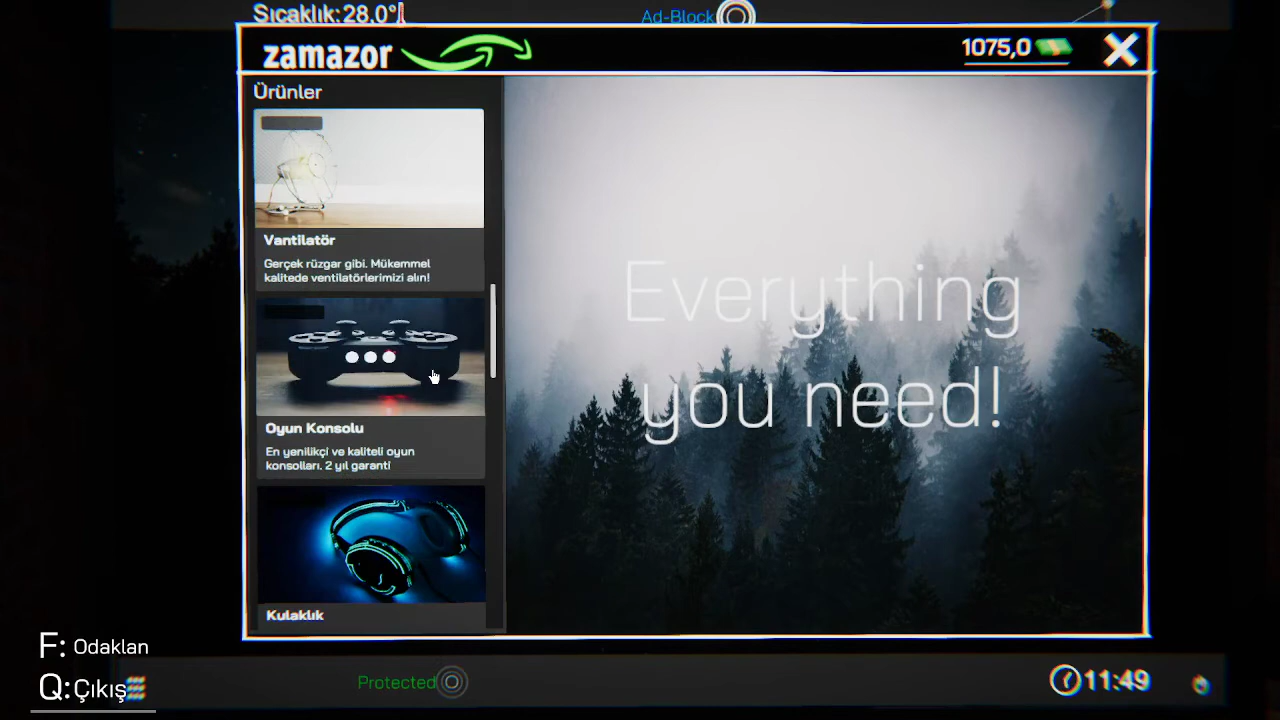 Sıcaklık: 28,0°
Ad-Block
zamazor
1075,0
Ürünler
Vantilatör
Gerçek rüzgar gibi. Mükemmel
kalitede ventilatörlerimizi alın!
Oyun Konsolu
En yenilikçi ve kaliteli oyun
konsolları. 2 yıl garanti
Kulaklık
Everything
you need!
F: Odaklan
Q: Çıkış
Protected
11:49